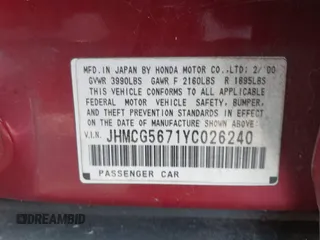 MFD. IN JAPAN BY HONDA MOTOR CO.,LTD; 2/'00
GVWR 3990LBS GAWR F 2160LBS R 1895LBS
THIS VEHICLE CONFORMS TO ALL APPLICABLE
FEDERAL MOTOR VEHICLE SAFETY, BUMPER,
AND THEFT PREVENTION STANDARDS IN EFFECT
ON THE DATE OF MANUFACTURE SHOWN ABOVE.
V.I.N. JHMCG5671YC026240
PASSENGER CAR
AUTOBIDMASTER